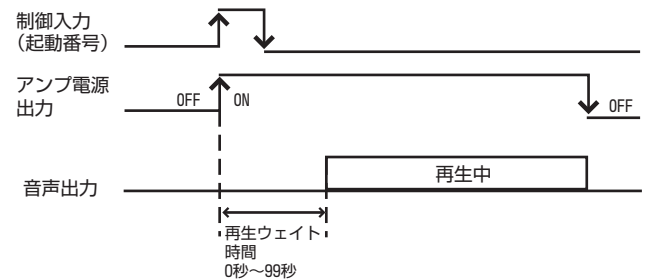 制御入力
（起動番号）
アンプ電源
出力
OFF
ON
OFF
音声出力
再生中
再生ウェイト
時間
0秒～99秒